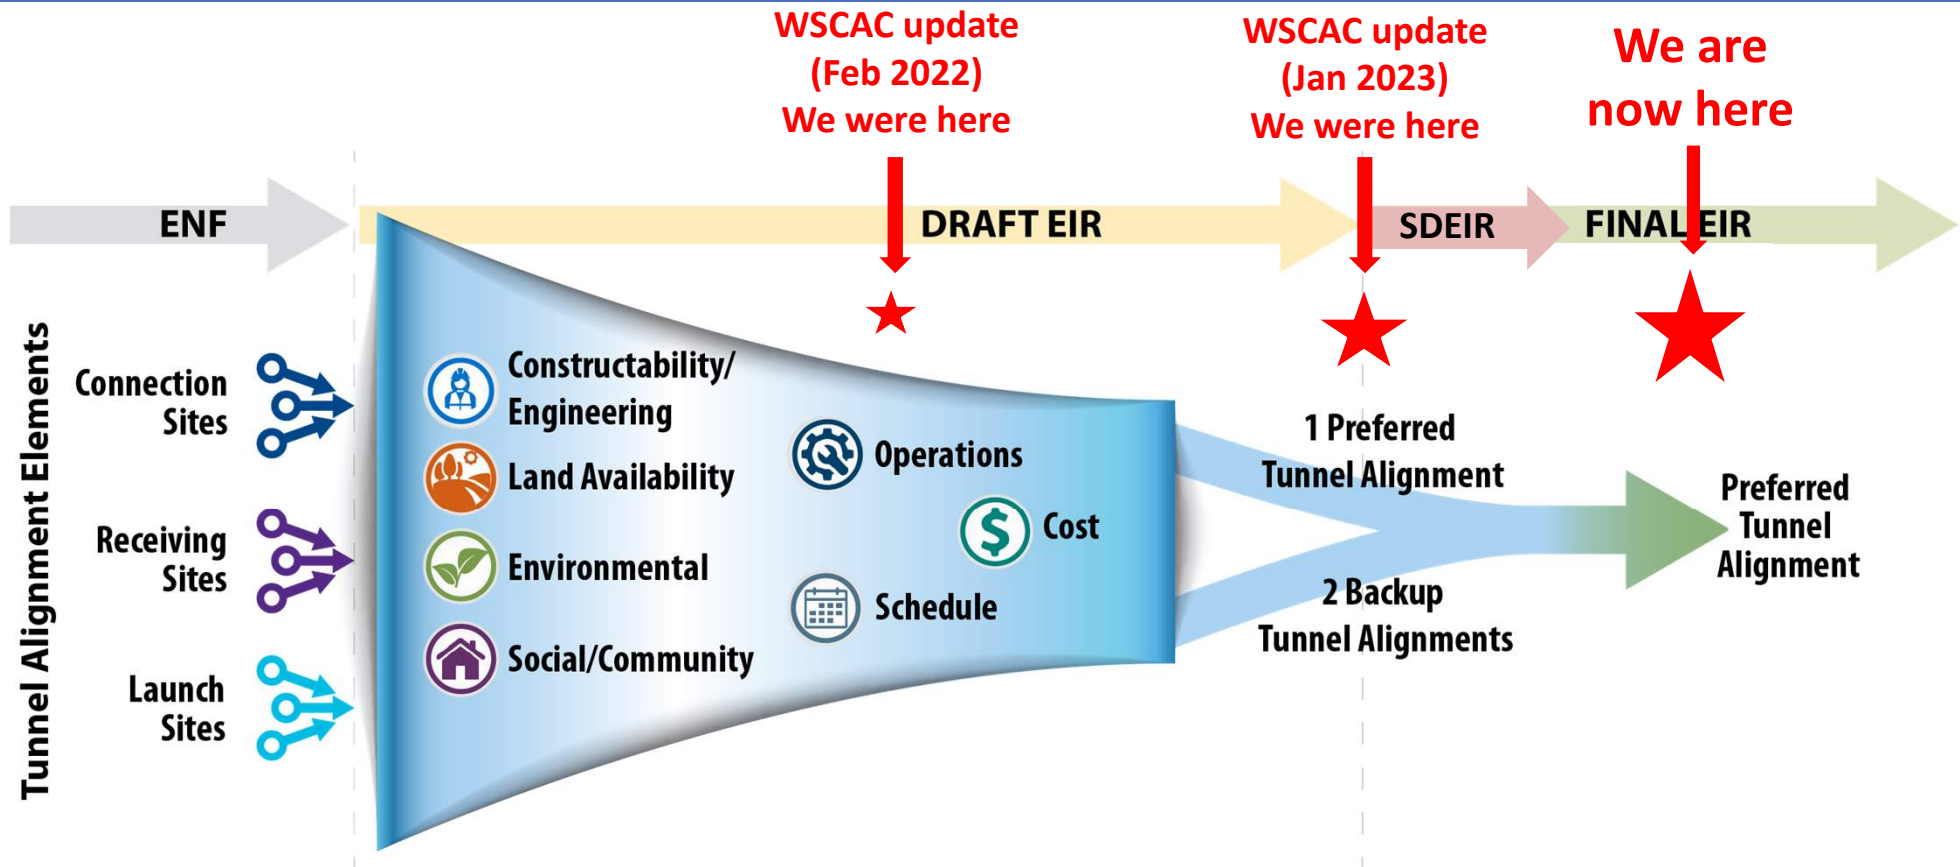 WSCAC update
(Feb 2022)
We were here
WSCAC update
(Jan 2023)
We were here
We are
now here
ENF
DRAFT EIR
SDEIR
FINAL EIR
Tunnel Alignment Elements
Connection
Sites
Receiving
Sites
Launch
Sites
Constructability/
Engineering
Land Availability
Environmental
Social/Community
Operations
$ Cost
Schedule
1 Preferred
Tunnel Alignment
2 Backup
Tunnel Alignments
Preferred
Tunnel
Alignment